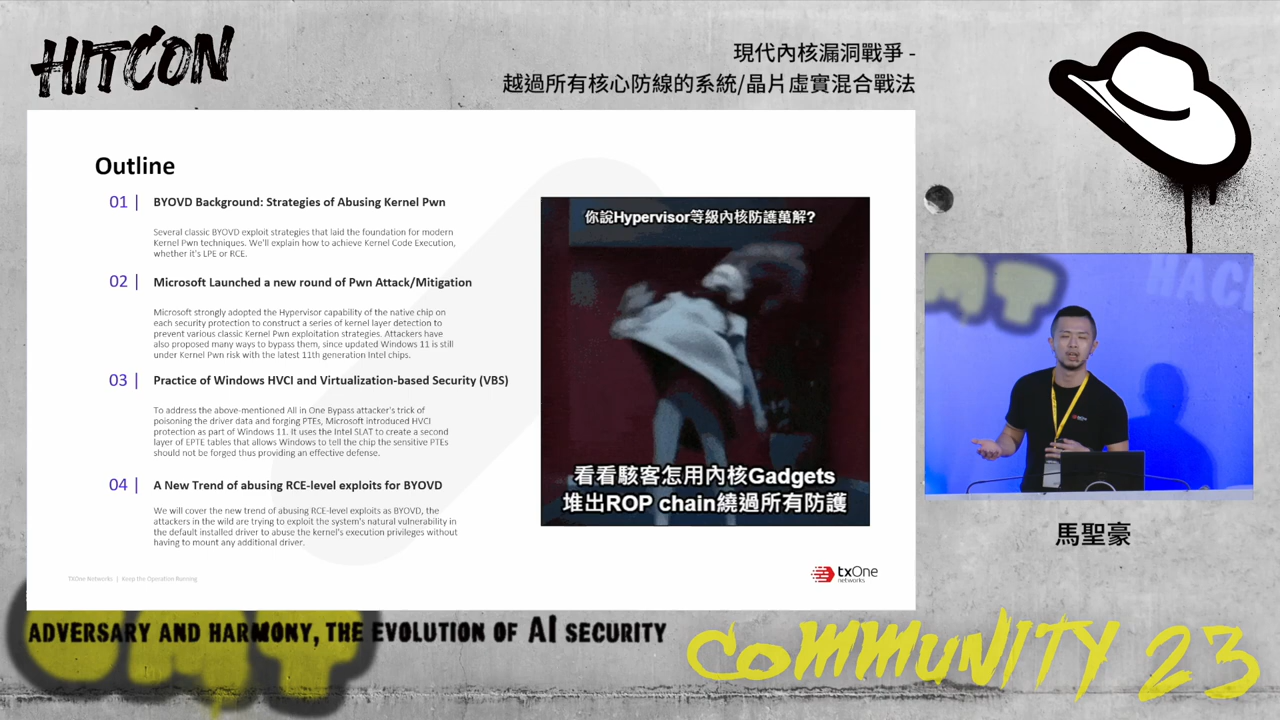 HITCON
現代內核漏洞戰爭 -
越過所有核心防線的系統/晶片虛實混合戰法
Outline
01 | BYOVD Background: Strategies of Abusing Kernel Pwn
Several classic BYOVD exploit strategies that laid the foundation for modern
Kernel Pwn techniques. We'll explain how to achieve Kernel Code Execution,
whether it's LPE or RCE.
02 | Microsoft Launched a new round of Pwn Attack/Mitigation
Microsoft strongly adopted the Hypervisor capability of the native chip on
each security protection to construct a series of kernel layer detection to
prevent various classic Kernel Pwn exploitation strategies. Attackers have
also proposed many ways to bypass them, since updated Windows 11 is still
under Kernel Pwn risk with the latest 11th generation Intel chips.
03 | Practice of Windows HVCI and Virtualization-based Security (VBS)
To address the above-mentioned All in One Bypass attacker's trick of
poisoning the driver data and forging PTEs, Microsoft introduced HVCI
protection as part of Windows 11. It uses the Intel SLAT to create a second
layer of EPTE tables that allows Windows to tell the chip the sensitive PTEs
should not be forged thus providing an effective defense.
04 | A New Trend of abusing RCE-level exploits for BYOVD
We will cover the new trend of abusing RCE-level exploits as BYOVD, the
attackers in the wild are trying to exploit the system's natural vulnerability in
the default installed driver to abuse the kernel's execution privileges without
having to mount any additional driver.
你說Hypervisor等級內核防護萬解?
看看駭客怎用內核Gadgets
堆出ROP chain繞過所有防護
TXOne Networks | Keep the Operation Running
txOne
networks
HACK
馬聖豪
ADVERSARY AND HARMONY, THE EVOLUTION OF AI SECURITY
COMMUNITY 23